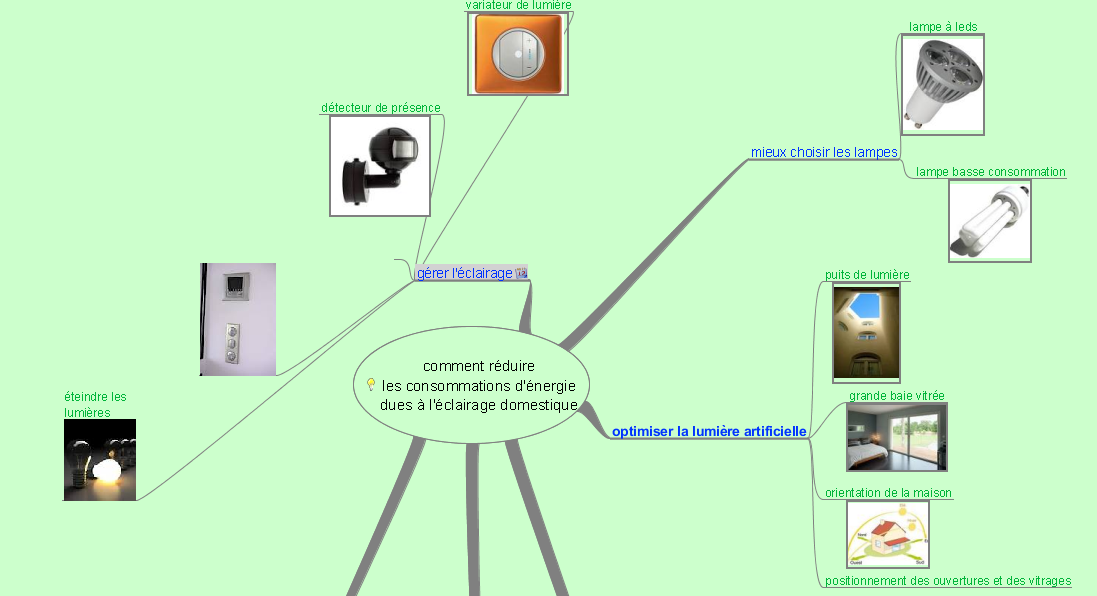 variateur de lumière
lampe à leds
détecteur de présence
mieux choisir les lampes
lampe basse consommation
gérer l'éclairage
puits de lumière
comment réduire
les consommations d'énergie
dues à l'éclairage domestique
éteindre les
lumières
grande baie vitrée
optimiser la lumière artificielle
orientation de la maison
Ouest
Sud
positionnement des ouvertures et des vitrages